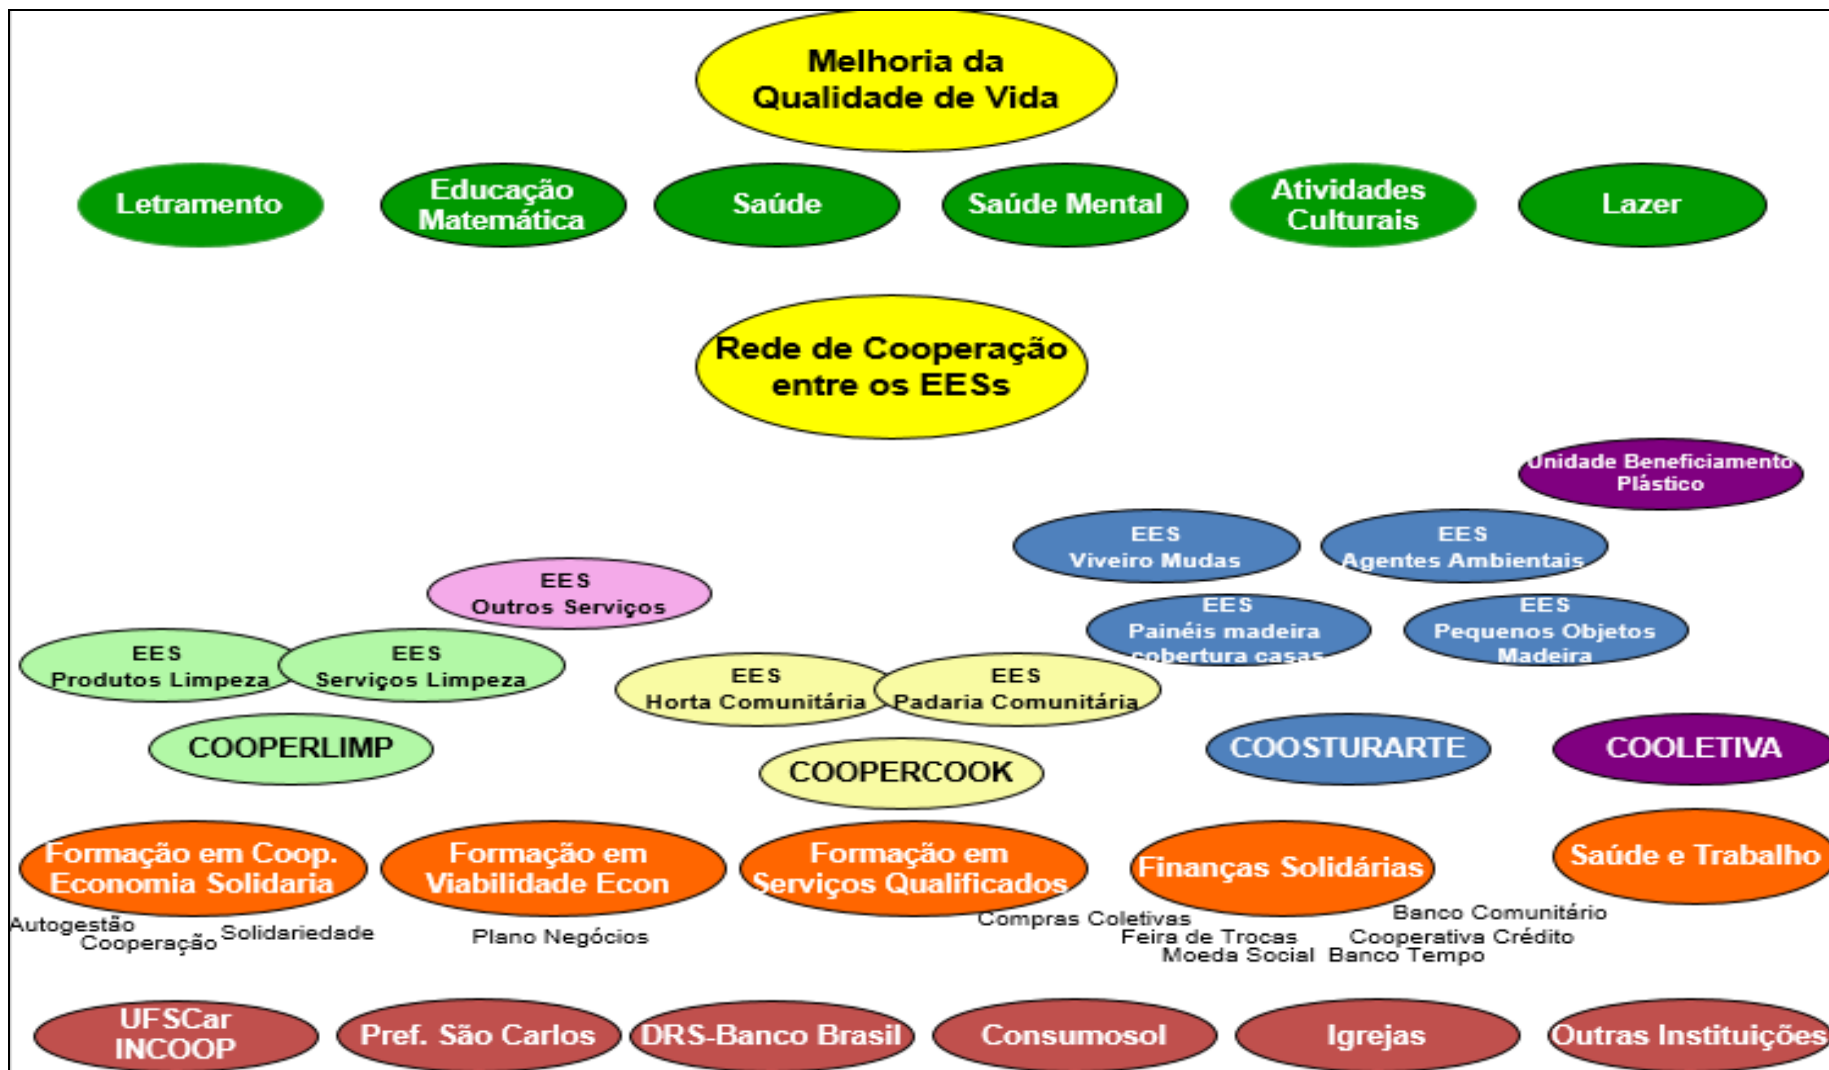 Melhoria da
Qualidade de Vida
Letramento
Educação
Matemática
Saúde
Saúde Mental
Atividades
Culturais
Lazer
Rede de Cooperação
entre os EESs
Unidade Beneficiamento
Plástico
EES
Viveiro Mudas
EES
Agentes Ambientais
EES
Outros Serviços
EES
Painéis madeira
cobertura casas
EES
Pequenos Objetos
Madeira
EES
Produtos Limpeza
EES
Serviços Limpeza
EES
Horta Comunitária
EES
Padaria Comunitária
COOPERLIMP
COOPERCOOK
COOSTURARTE
COOLETIVA
Formação em Coop.
Economia Solidaria
Formação em
Viabilidade Econ
Formação em
Serviços Qualificados
Finanças Solidárias
Saúde e Trabalho
Autogestão
Cooperação
Solidariedade
Plano Negócios
Compras Coletivas
Feira de Trocas
Moeda Social
Banco Comunitário
Cooperativa Crédito
Banco Tempo
UFSCar
INCOOP
Pref. São Carlos
DRS-Banco Brasil
Consumosol
Igrejas
Outras Instituições